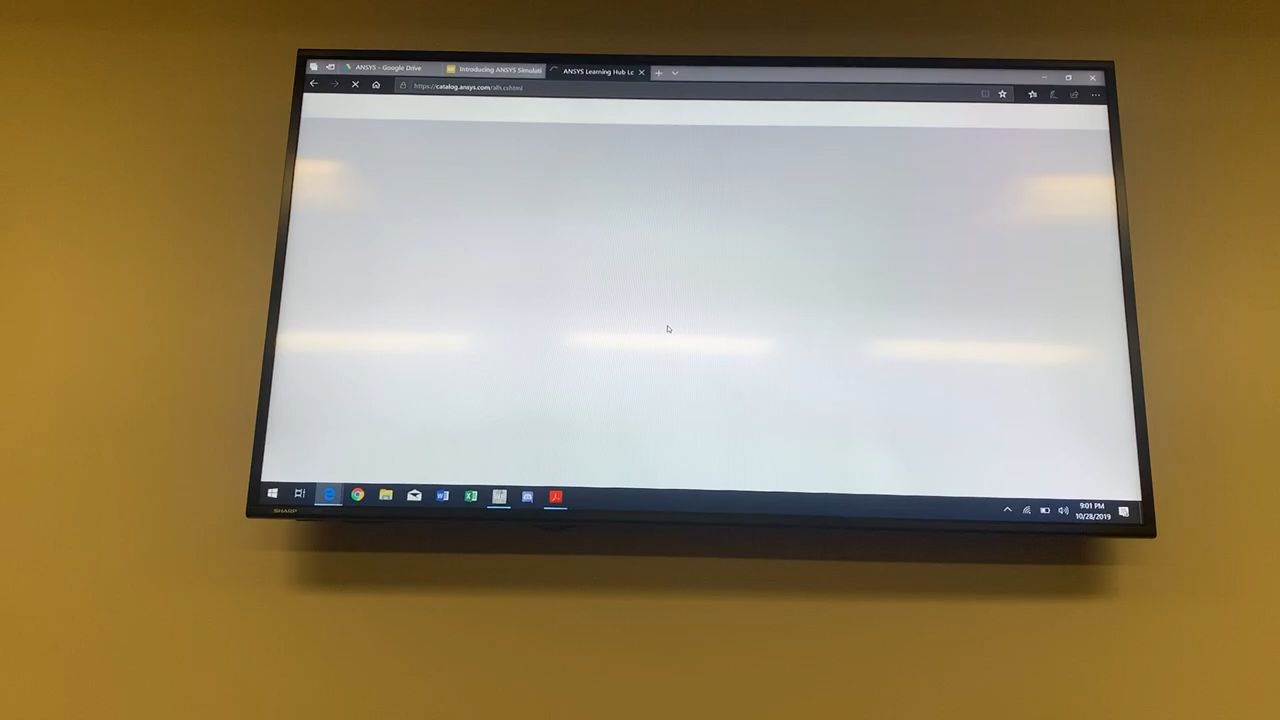 ANSYS - Google Drive
Introducing ANSYS Simulati
ANSYS Learning Hub Lo
https://catalog.ansys.com/alh.cshtml
9:01 PM
10/28/2019
SHARP